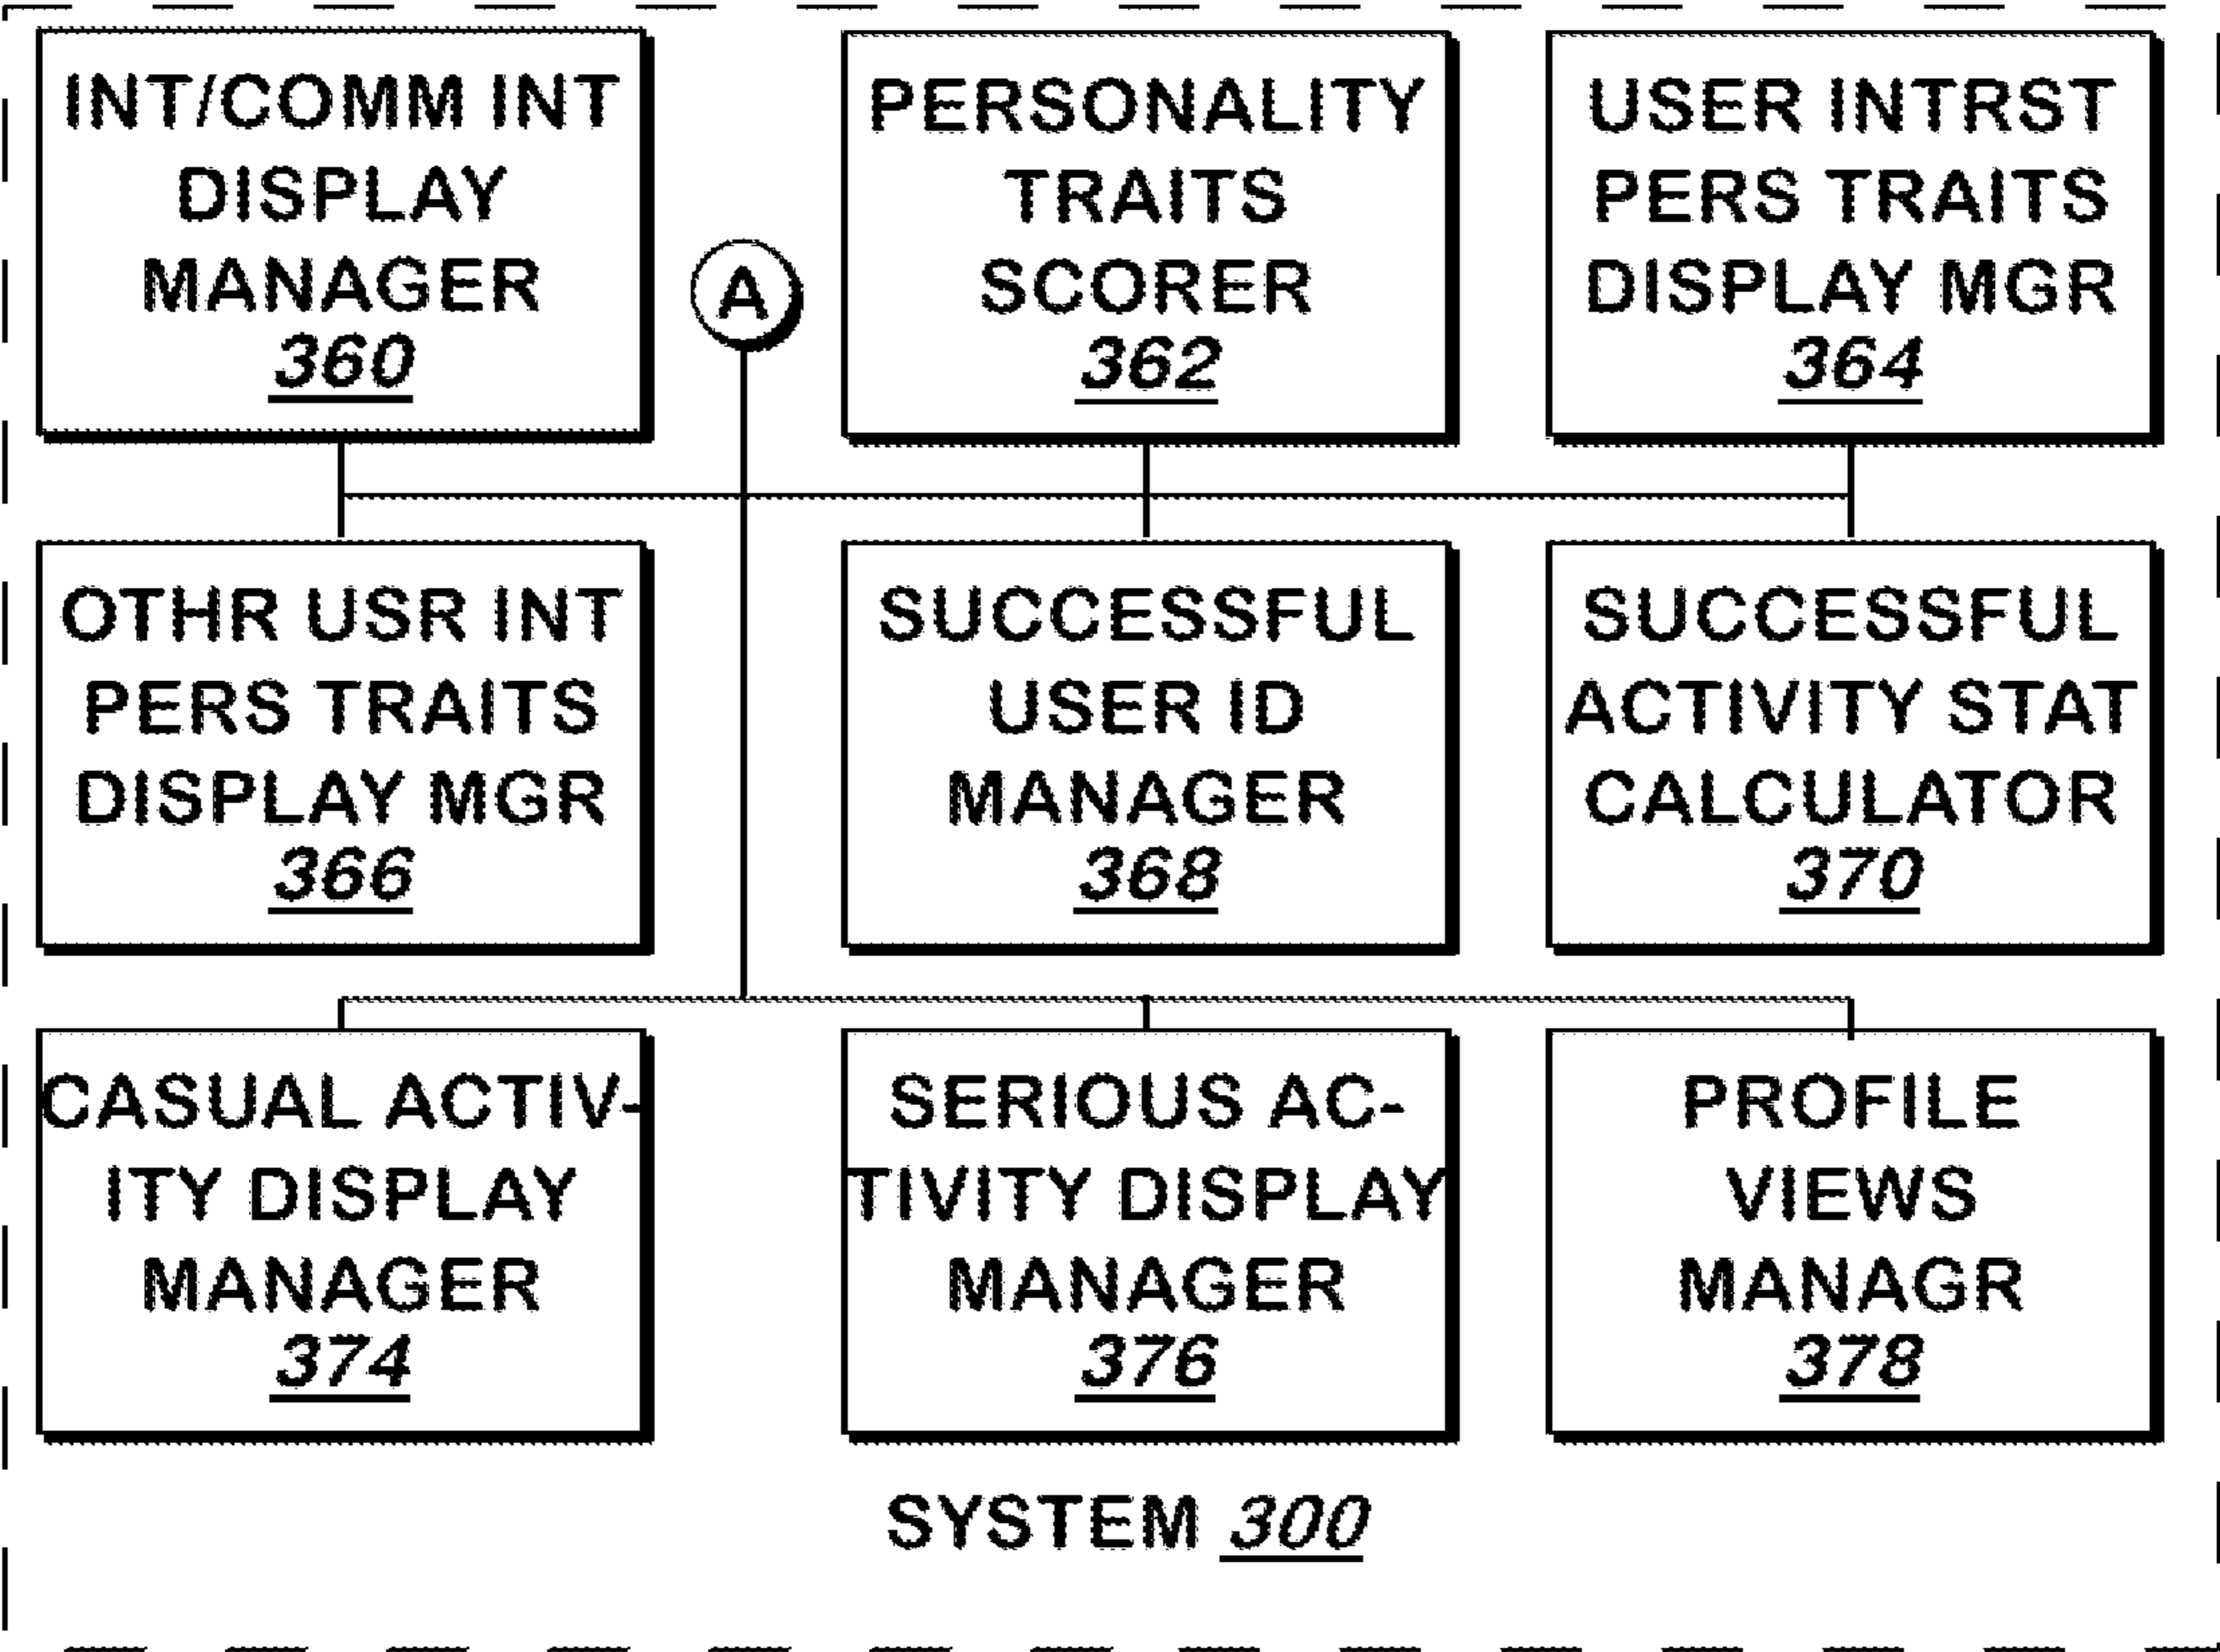 INT/COMM INT
DISPLAY
MANAGER
360
A
PERSONALITY
TRAITS
SCORER
362
USER INTRST
PERS TRAITS
DISPLAY MGR
364
OTHR USR INT
PERS TRAITS
DISPLAY MGR
366
SUCCESSFUL
USER ID
MANAGER
368
SUCCESSFUL
ACTIVITY STAT
CALCULATOR
370
CASUAL ACTIV-
ITY DISPLAY
MANAGER
374
SERIOUS AC-
TIVITY DISPLAY
MANAGER
376
PROFILE
VIEWS
MANAGR
378
SYSTEM 300